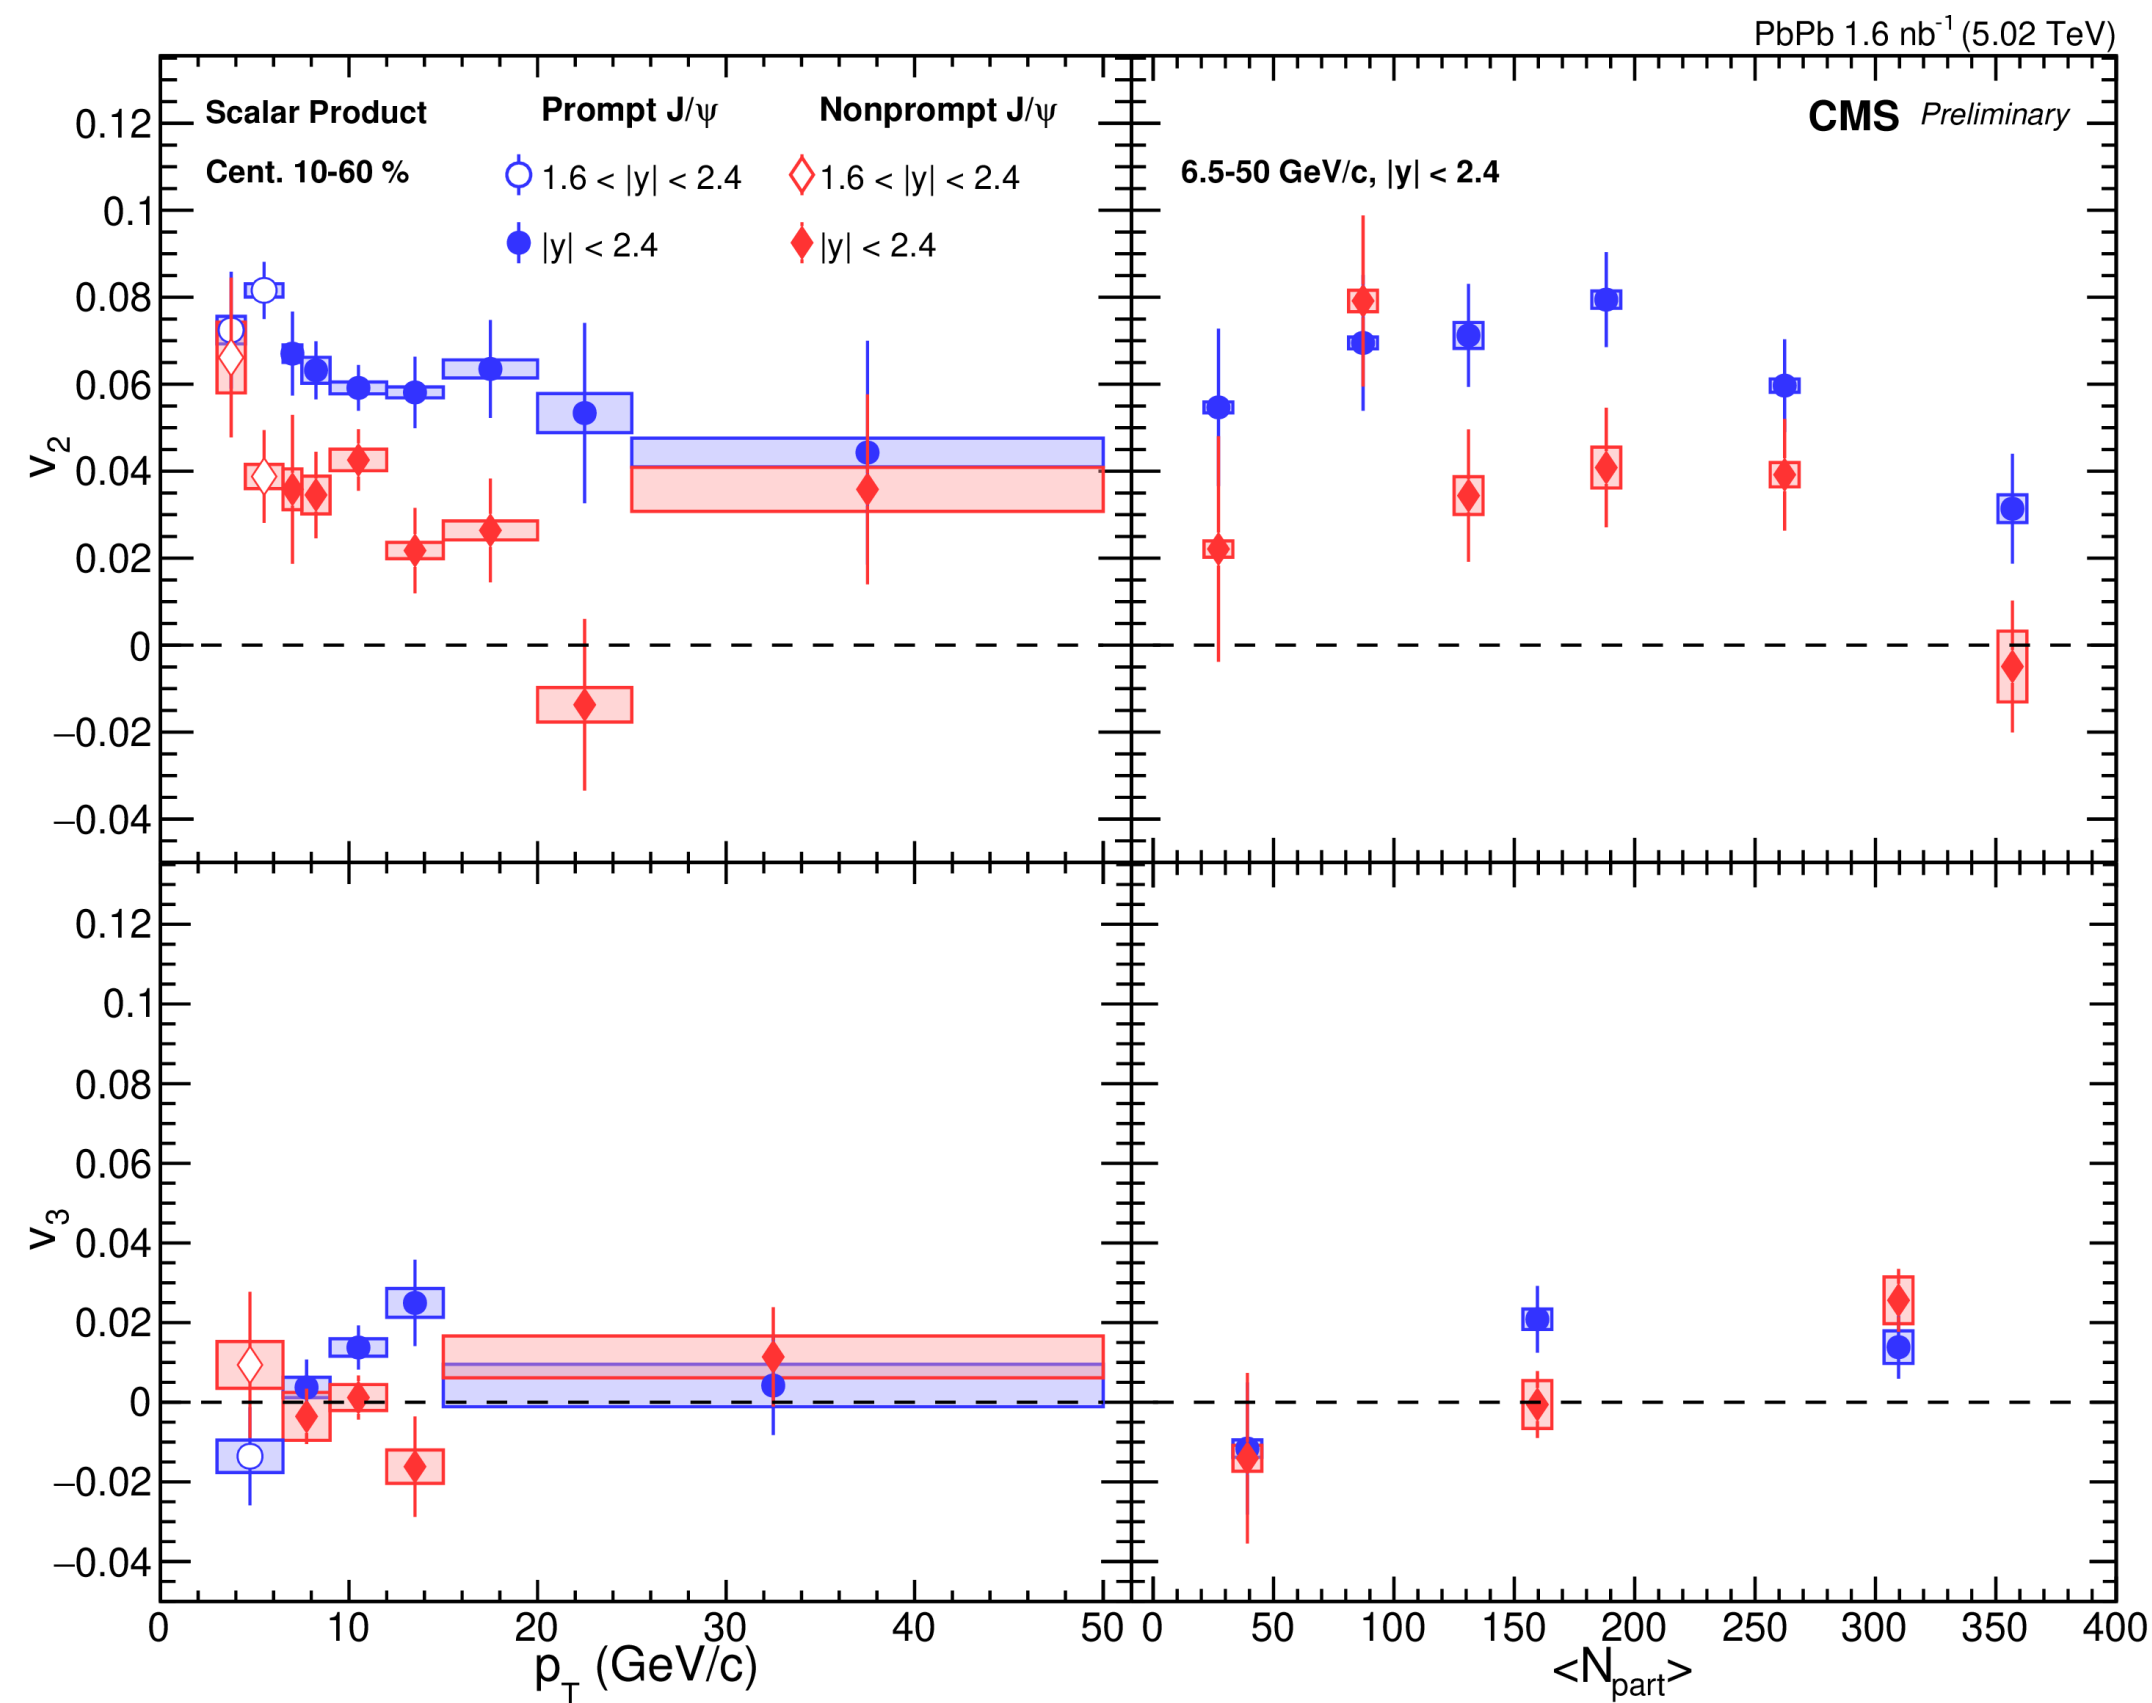 PbPb 1.6 nb⁻¹ (5.02 TeV)
Scalar Product
Prompt J/ψ
Nonprompt J/ψ
CMS Preliminary
Cent. 10-60 %
1.6 < |y| < 2.4
1.6 < |y| < 2.4
6.5-50 GeV/c, |y| < 2.4
|y| < 2.4
|y| < 2.4
0.12
0.1
0.08
0.06
0.04
0.02
0
−0.02
−0.04
v₂
0.12
0.1
0.08
0.06
0.04
0.02
0
−0.02
−0.04
v₃
0 10 20 30 40 50
0 50 100 150 200 250 300 350 400
p_T (GeV/c)
<N_part>